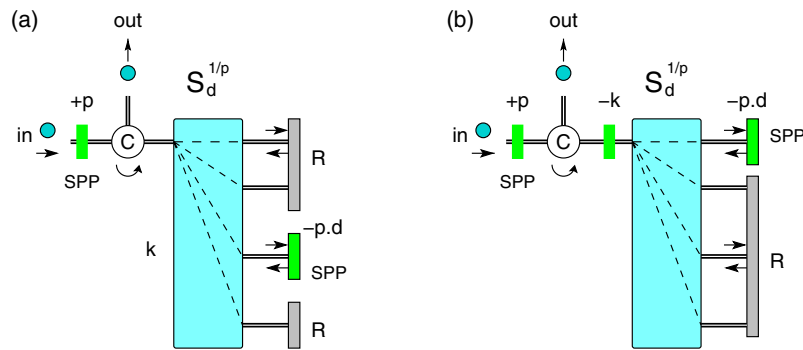 (a)
out
S_d^{1/p}
+p
in
C
SPP
R
k
−p.d
SPP
R
(b)
out
S_d^{1/p}
+p
−k
−p.d
in
C
SPP
SPP
R